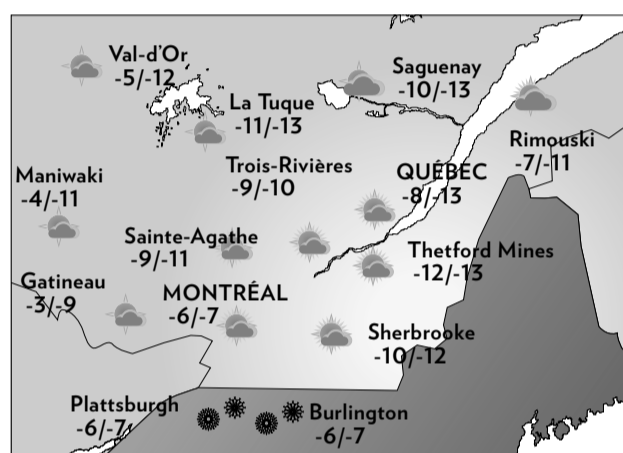 Val-d'Or
-5/-12
Saguenay
-10/-13
La Tuque
-11/-13
Rimouski
-7/-11
Trois-Rivières
-9/-10
QUÉBEC
-8/-13
Maniwaki
-4/-11
Sainte-Agathe
-9/-11
Thetford Mines
-12/-13
Gatineau
-3/-9
MONTRÉAL
-6/-7
Sherbrooke
-10/-12
Plattsburgh
-6/-7
Burlington
-6/-7